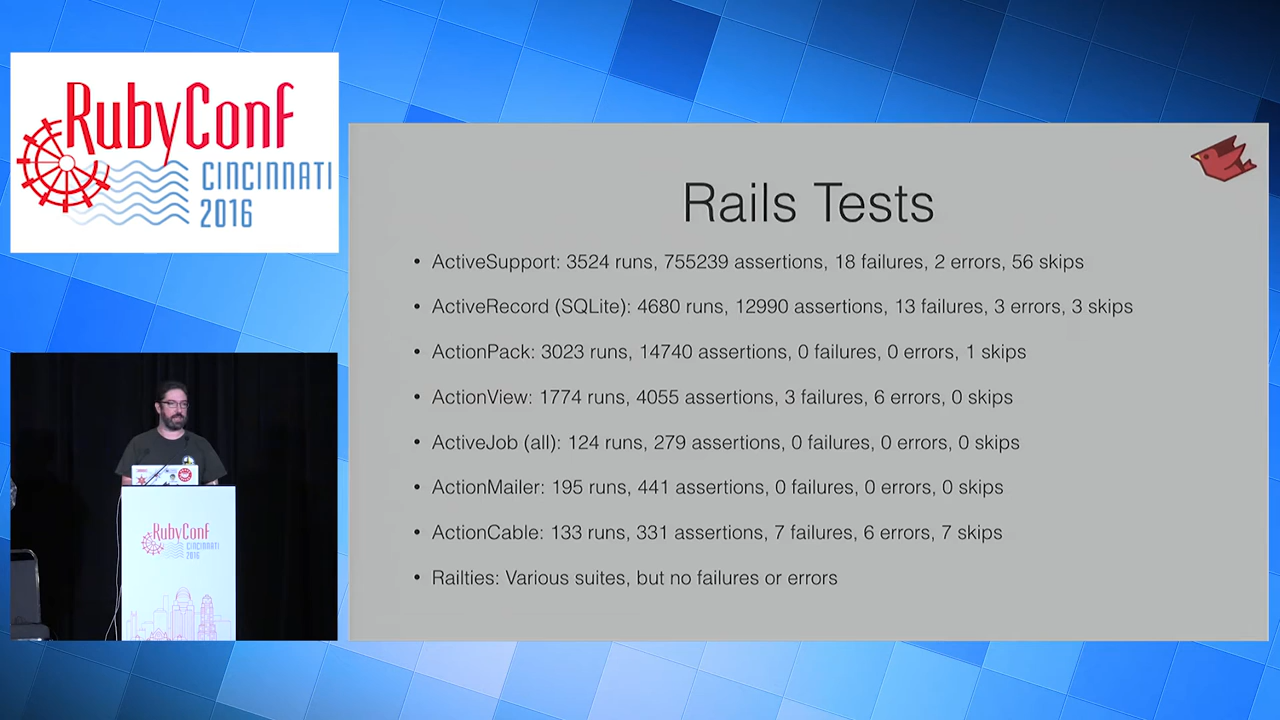 RubyConf
CINCINNATI
2016
Rails Tests
• ActiveSupport: 3524 runs, 755239 assertions, 18 failures, 2 errors, 56 skips
• ActiveRecord (SQLite): 4680 runs, 12990 assertions, 13 failures, 3 errors, 3 skips
• ActionPack: 3023 runs, 14740 assertions, 0 failures, 0 errors, 1 skips
• ActionView: 1774 runs, 4055 assertions, 3 failures, 6 errors, 0 skips
• ActiveJob (all): 124 runs, 279 assertions, 0 failures, 0 errors, 0 skips
• ActionMailer: 195 runs, 441 assertions, 0 failures, 0 errors, 0 skips
• ActionCable: 133 runs, 331 assertions, 7 failures, 6 errors, 7 skips
• Railties: Various suites, but no failures or errors
RubyConf
CINCINNATI
2016